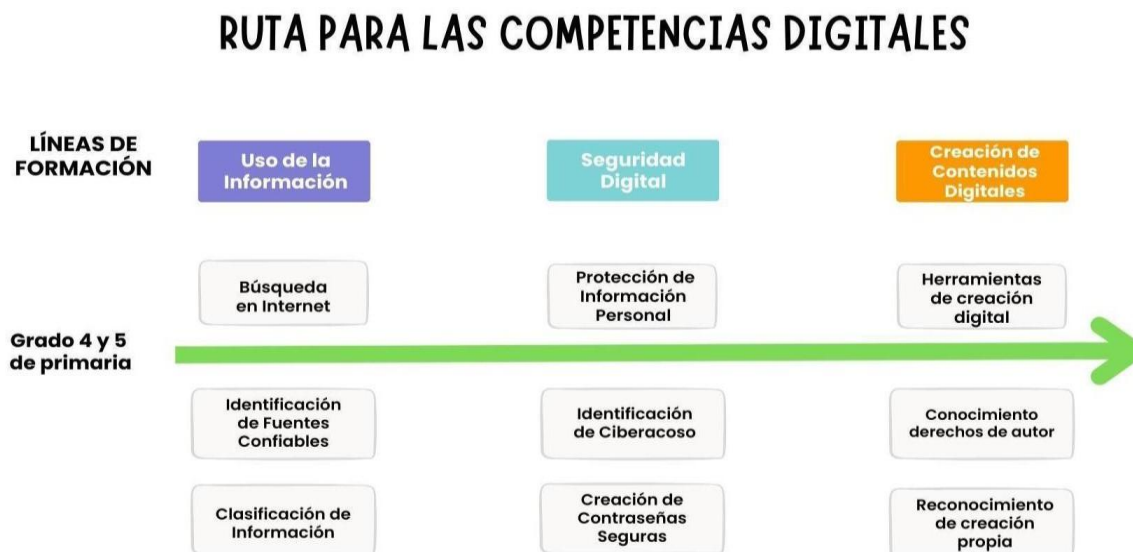 RUTA PARA LAS COMPETENCIAS DIGITALES
LÍNEAS DE
FORMACIÓN
Uso de la
Información
Seguridad
Digital
Creación de
Contenidos
Digitales
Búsqueda
en Internet
Protección de
Información
Personal
Herramientas
de creación
digital
Grado 4 y 5
de primaria
Identificación
de Fuentes
Confiables
Identificación
de Ciberacoso
Conocimiento
derechos de autor
Clasificación de
Información
Creación de
Contraseñas
Seguras
Reconocimiento
de creación
propia